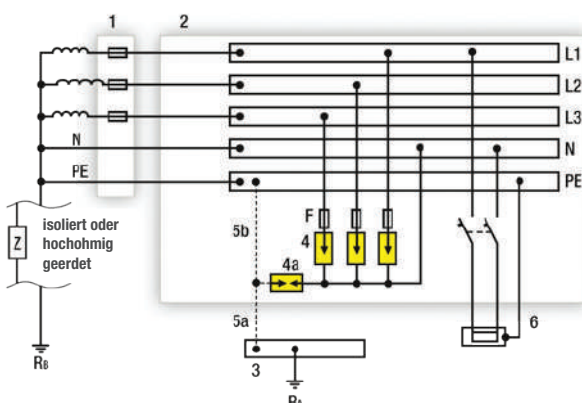 1
2
L1
L2
L3
N
N
PE
PE
F
4
5b
isoliert oder
hochohmig
geerdet
Z
4a
6
5a
3
RB
RA